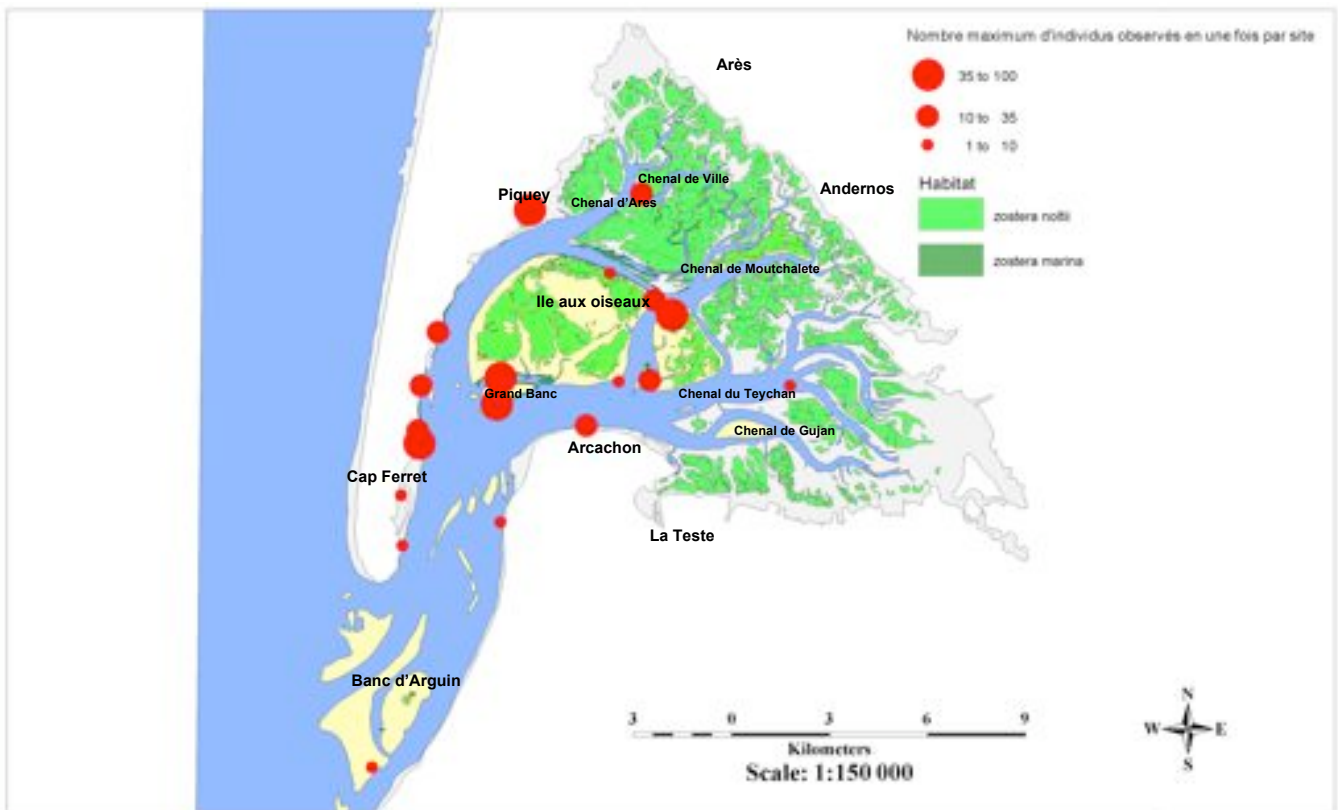 Nombre maximum d'individus observés en une fois par site
35 to 100
10 to 35
1 to 10
Habitat
zostera noltii
zostera marina
Arès
Chenal de Ville
Andernos
Piquey
Chenal d'Ares
Chenal de Moutchalete
Ile aux oiseaux
Grand Banc
Chenal du Teychan
Chenal de Gujan
Arcachon
Cap Ferret
La Teste
Banc d'Arguin
3 0 3 6 9
Kilometers
Scale: 1:150 000
N
W E
S